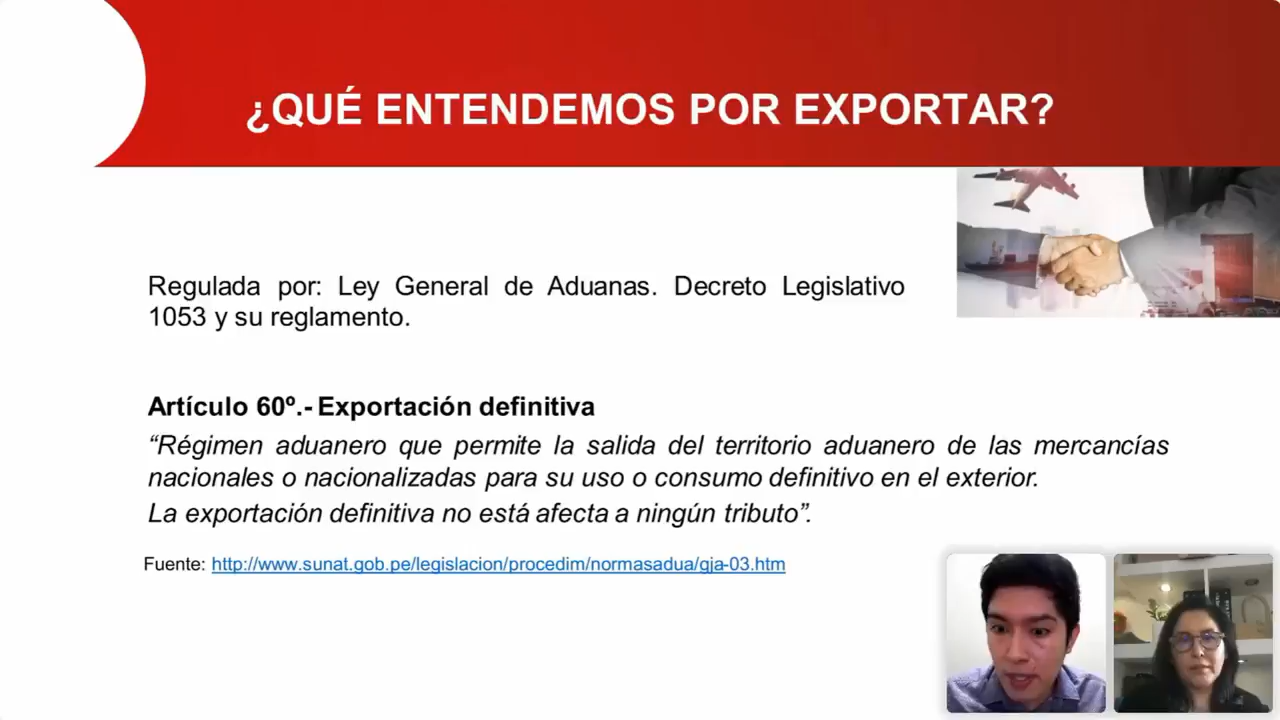 ¿QUÉ ENTENDEMOS POR EXPORTAR?
Regulada por: Ley General de Aduanas. Decreto Legislativo
1053 y su reglamento.
Artículo 60º.- Exportación definitiva
“Régimen aduanero que permite la salida del territorio aduanero de las mercancías
nacionales o nacionalizadas para su uso o consumo definitivo en el exterior.
La exportación definitiva no está afecta a ningún tributo”.
Fuente: http://www.sunat.gob.pe/legislacion/procedim/normasadua/gja-03.htm